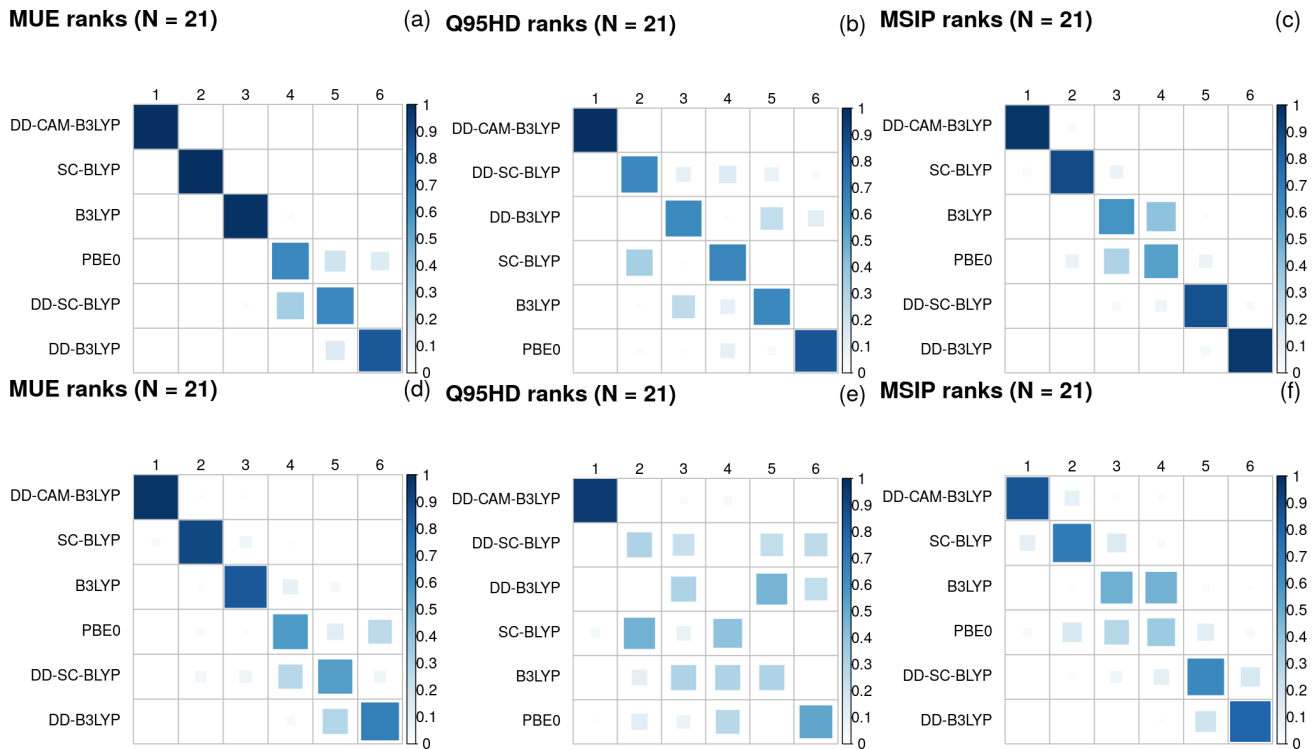 MUE ranks (N = 21) (a)
1 2 3 4 5 6
DD-CAM-B3LYP
SC-BLYP
B3LYP
PBE0
DD-SC-BLYP
DD-B3LYP
1
0.9
0.8
0.7
0.6
0.5
0.4
0.3
0.2
0.1
0
Q95HD ranks (N = 21) (b)
1 2 3 4 5 6
DD-CAM-B3LYP
DD-SC-BLYP
DD-B3LYP
SC-BLYP
B3LYP
PBE0
1
0.9
0.8
0.7
0.6
0.5
0.4
0.3
0.2
0.1
0
MSIP ranks (N = 21) (c)
1 2 3 4 5 6
DD-CAM-B3LYP
SC-BLYP
B3LYP
PBE0
DD-SC-BLYP
DD-B3LYP
1
0.9
0.8
0.7
0.6
0.5
0.4
0.3
0.2
0.1
0
MUE ranks (N = 21) (d)
1 2 3 4 5 6
DD-CAM-B3LYP
SC-BLYP
B3LYP
PBE0
DD-SC-BLYP
DD-B3LYP
1
0.9
0.8
0.7
0.6
0.5
0.4
0.3
0.2
0.1
0
Q95HD ranks (N = 21) (e)
1 2 3 4 5 6
DD-CAM-B3LYP
DD-SC-BLYP
DD-B3LYP
SC-BLYP
B3LYP
PBE0
1
0.9
0.8
0.7
0.6
0.5
0.4
0.3
0.2
0.1
0
MSIP ranks (N = 21) (f)
1 2 3 4 5 6
DD-CAM-B3LYP
SC-BLYP
B3LYP
PBE0
DD-SC-BLYP
DD-B3LYP
1
0.9
0.8
0.7
0.6
0.5
0.4
0.3
0.2
0.1
0